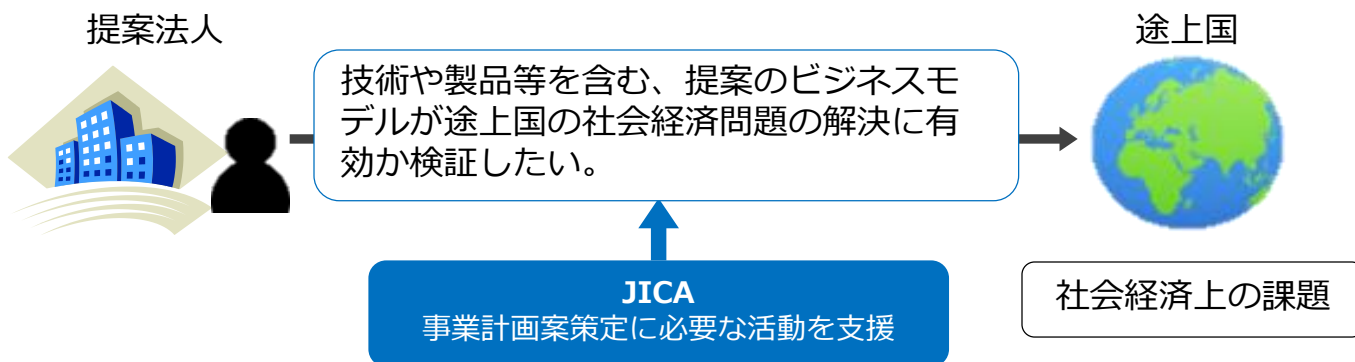 提案法人
途上国
技術や製品等を含む、提案のビジネスモ
デルが途上国の社会経済問題の解決に有
効か検証したい。
JICA
事業計画案策定に必要な活動を支援
社会経済上の課題